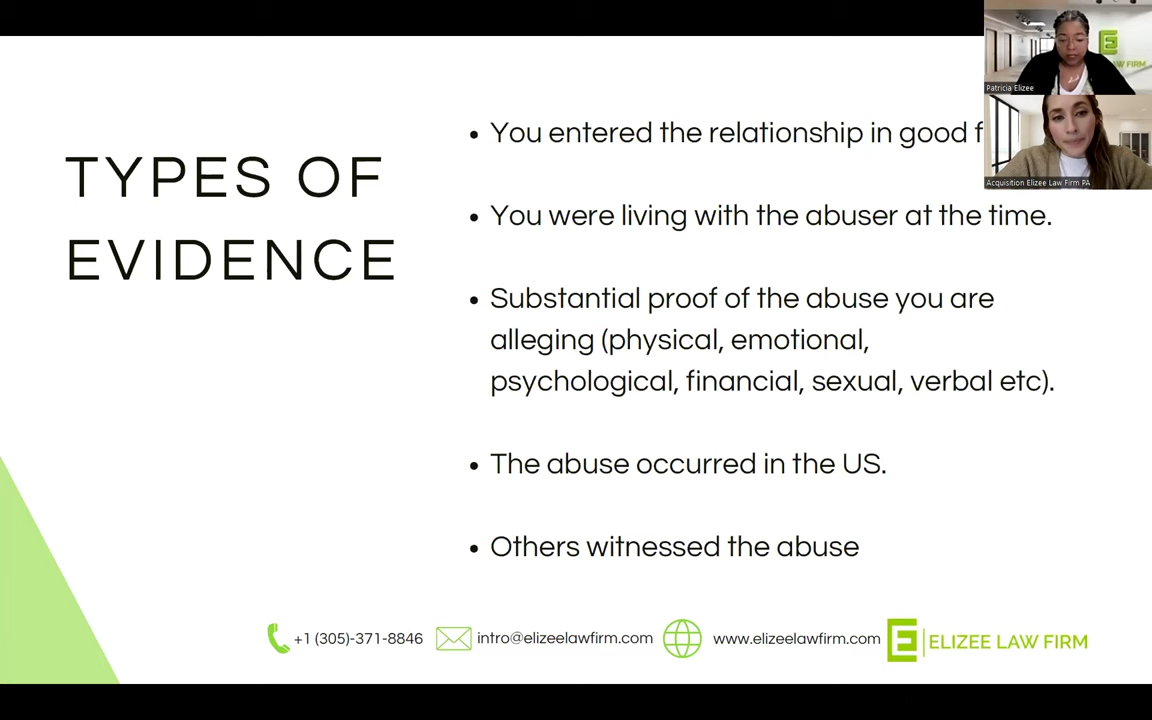 TYPES OF
EVIDENCE
You entered the relationship in good
You were living with the abuser at the time.
Substantial proof of the abuse you are
alleging (physical, emotional,
psychological, financial, sexual, verbal etc).
The abuse occurred in the US.
Others witnessed the abuse
+1 (305)-371-8846
intro@elizeelawfirm.com
www.elizeelawfirm.com
E ELIZEE LAW FIRM
E
LAW FIRM
Patricia Elizee
Acquisition Elizee Law Firm PA